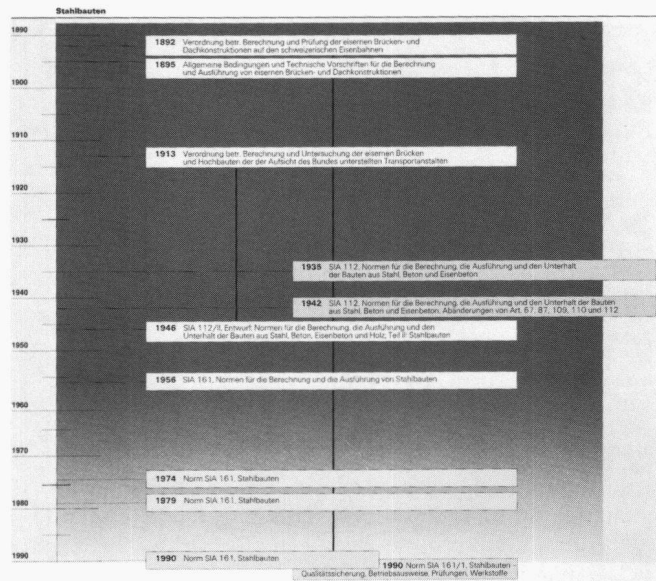 Stahlbauten
1890
1892 Verordnung betr. Berechnung und Prüfung der eisernen Brücken- und
Dachkonstruktionen auf den schweizerischen Eisenbahnen
1895 Allgemeine Bedingungen und Technische Vorschriften für die Berechnung
und Ausführung von eisernen Brücken- und Dachkonstruktionen
1900
1910
1913 Verordnung betr. Berechnung und Untersuchung der eisernen Brücken
und Hochbauten der der Aufsicht des Bundes unterstellten Transportanstalten
1920
1930
1935 SIA 112, Normen für die Berechnung, die Ausführung und den Unterhalt
der Bauten aus Stahl, Beton und Eisenbeton
1940
1942 SIA 112, Normen für die Berechnung, die Ausführung und den Unterhalt der Bauten
aus Stahl, Beton und Eisenbeton, Abänderungen von Art. 67, 87, 109, 110 und 112
1946 SIA 112/II, Entwurf: Normen für die Berechnung, die Ausführung und den
Unterhalt der Bauten aus Stahl, Beton, Eisenbeton und Holz; Teil II: Stahlbauten
1950
1956 SIA 161, Normen für die Berechnung und die Ausführung von Stahlbauten
1960
1970
1974 Norm SIA 161, Stahlbauten
1979 Norm SIA 161, Stahlbauten
1980
1990
1990 Norm SIA 161, Stahlbauten
1990 Norm SIA 161/1, Stahlbauten
Qualitätssicherung, Betriebsausweise, Prüfungen, Werkstoffe